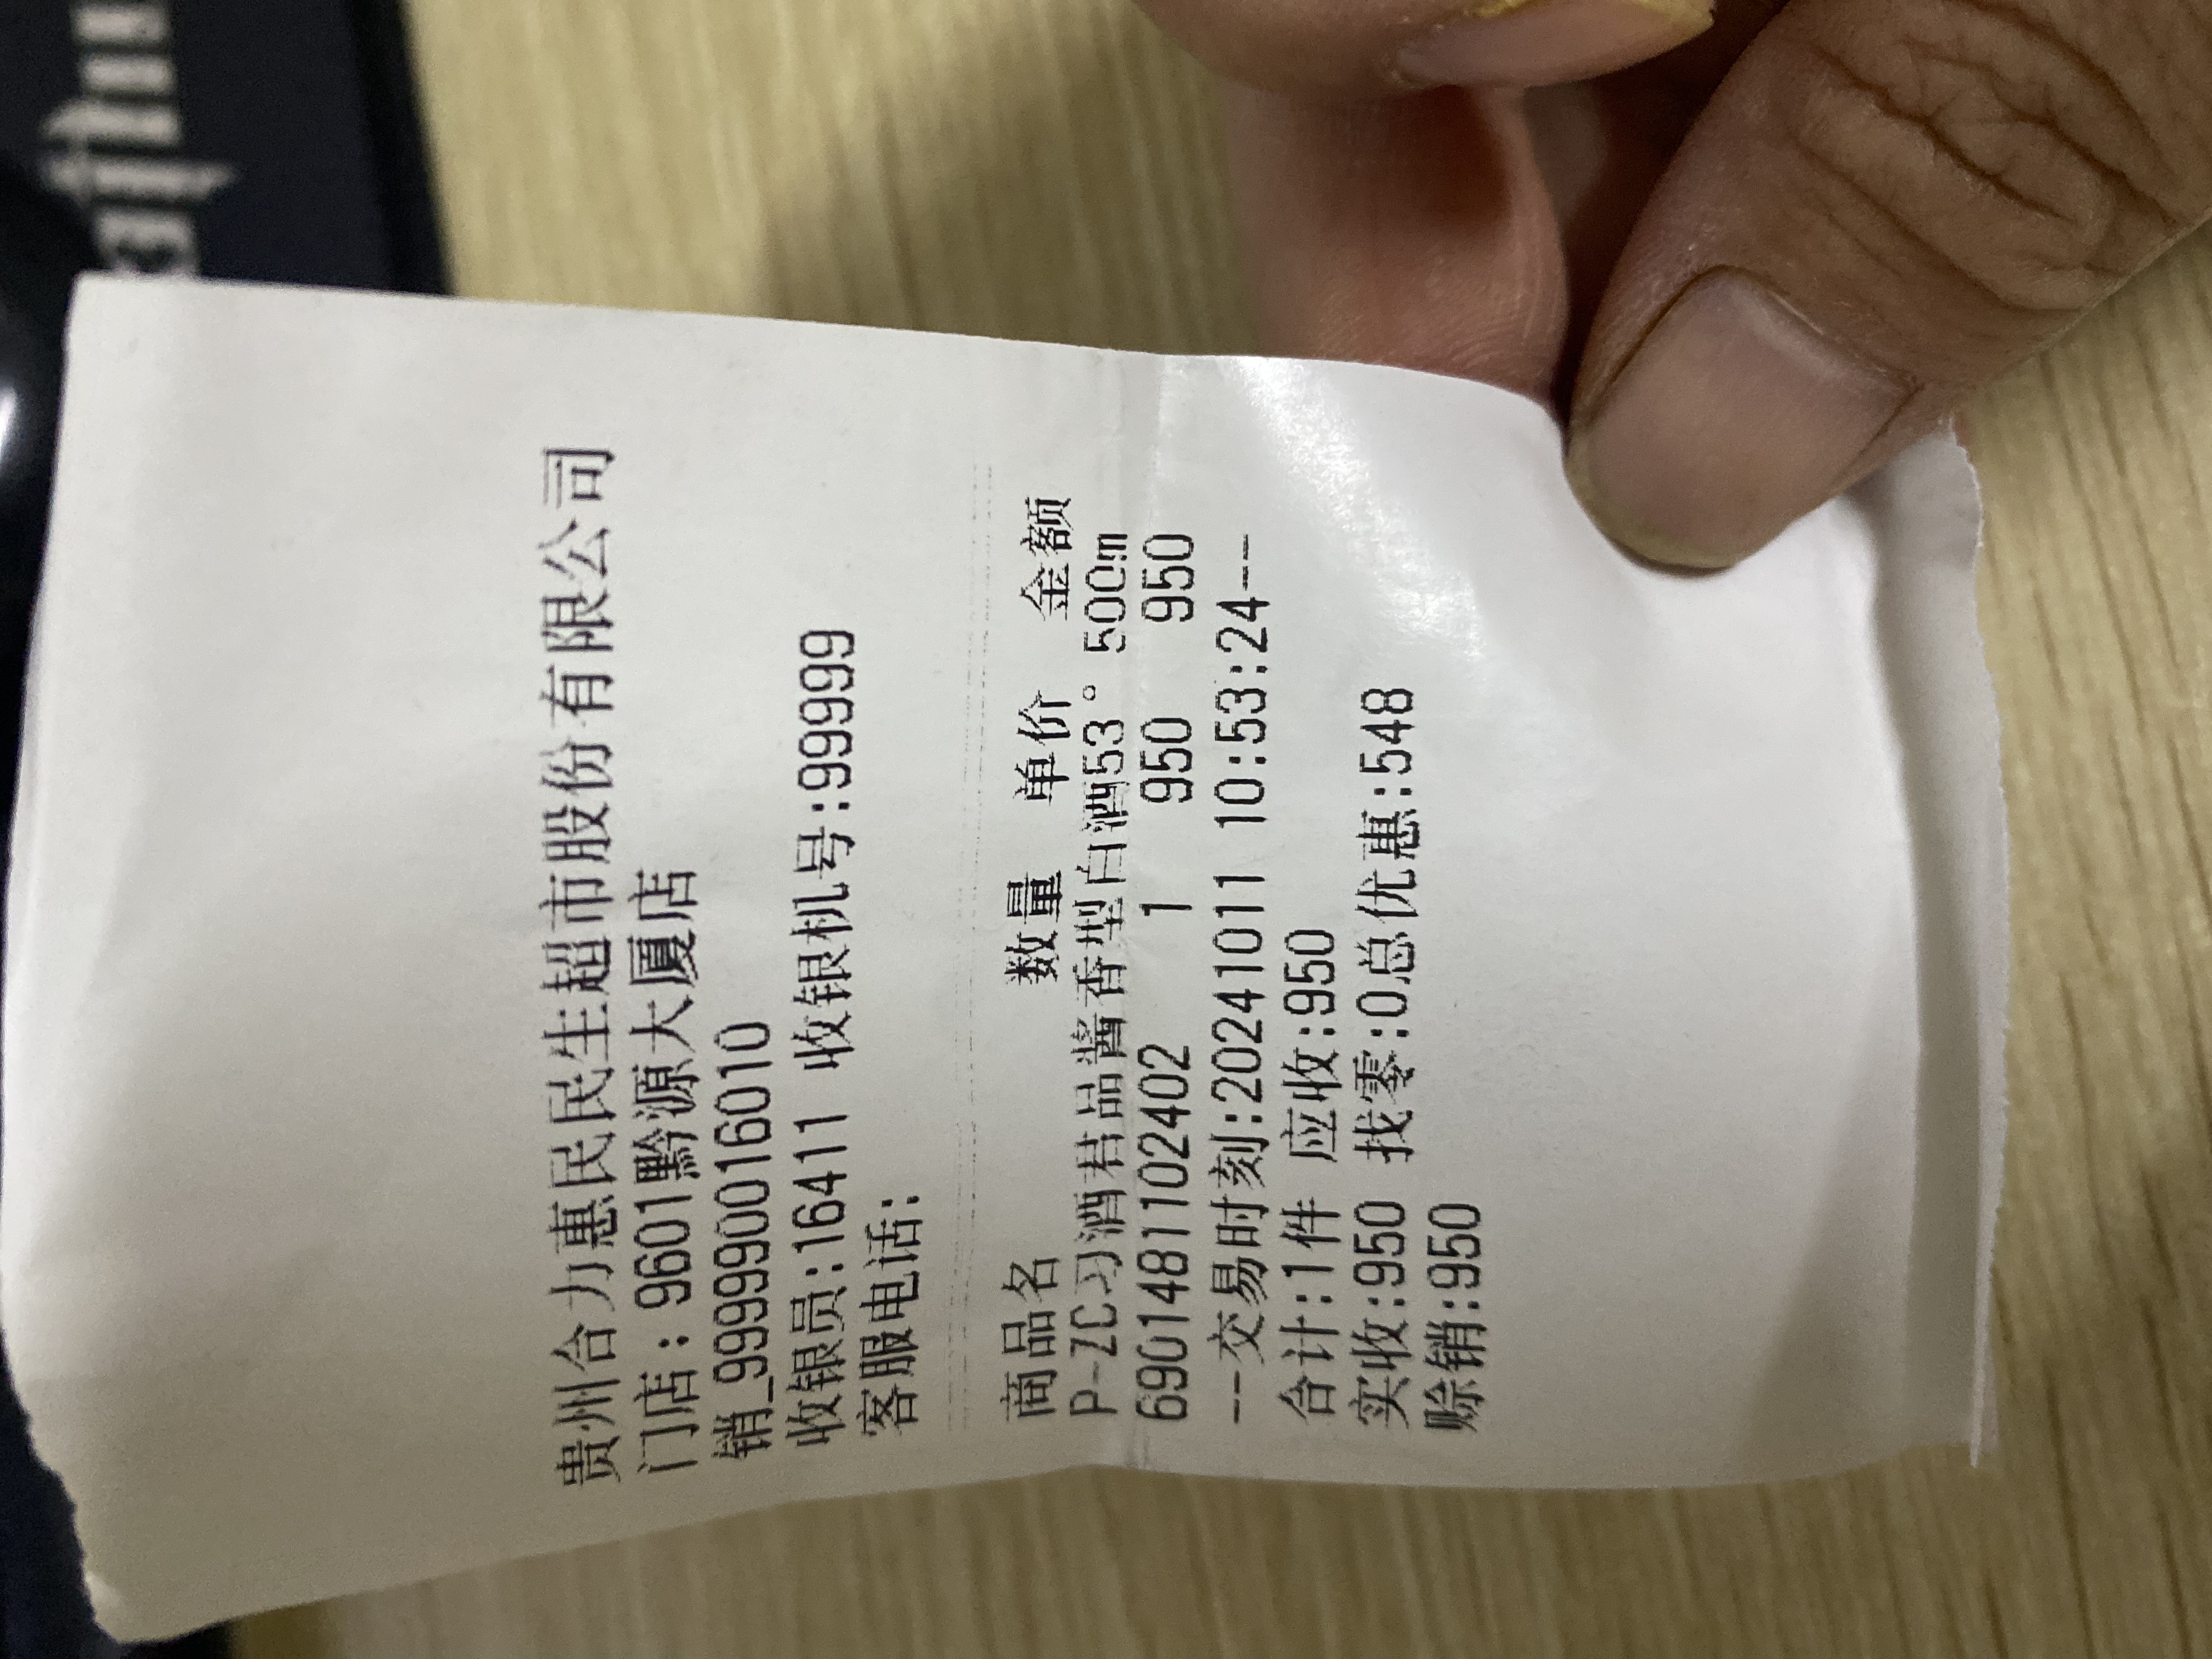 贵州合力惠民民生超市股份有限公司
门店：9601黔源大厦店
销_99990016010
收银员:16411 收银机号:99999
客服电话:
商品名 数量 单价 金额
P-ZC习酒君品酱香型白酒53° 500m
6901481102402 1 950 950
--交易时刻:20241011 10:53:24--
合计:1件 应收:950
实收:950 找零:0总优惠:548
赊销:950